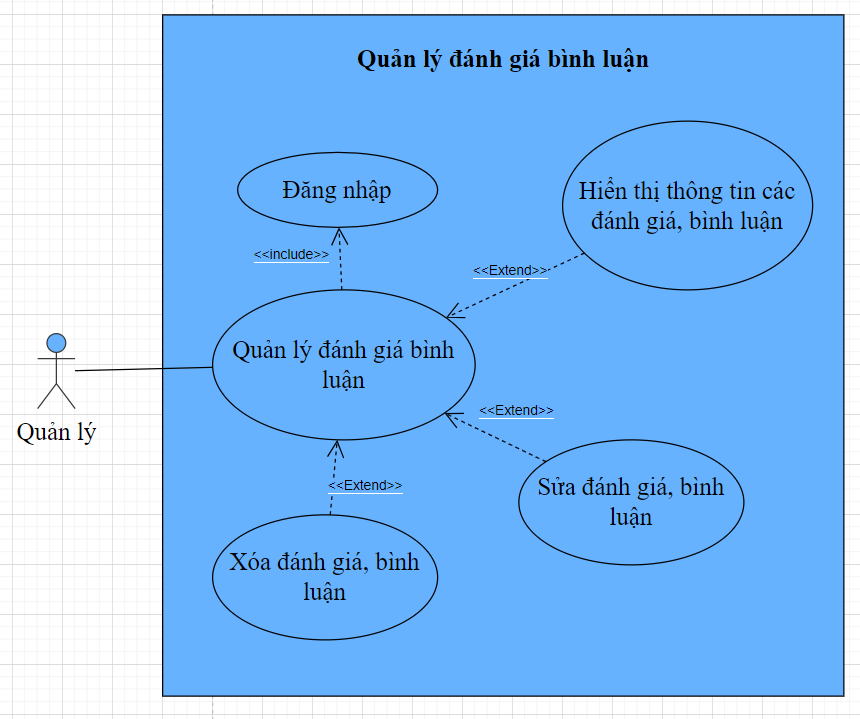 Quản lý đánh giá bình luận
Đăng nhập
Hiển thị thông tin các
đánh giá, bình luận
<<include>>
<<Extend>>
Quản lý đánh giá bình
luận
Quản lý
<<Extend>>
Sửa đánh giá, bình
luận
<<Extend>>
Xóa đánh giá, bình
luận